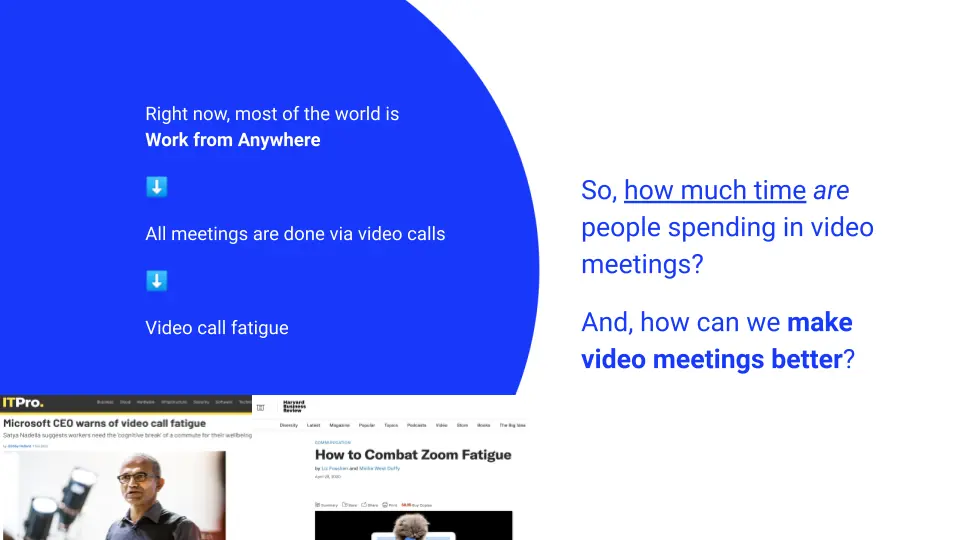 Right now, most of the world is
Work from Anywhere
All meetings are done via video calls
Video call fatigue
So, how much time are
people spending in video
meetings?
And, how can we make
video meetings better?
ITPro.
Business Cloud Hardware Infrastructure Security Software
Microsoft CEO warns of video call fatigue
Satya Nadella suggests workers need the 'cognitive break' of a commute for their wellbeing
Harvard
Business
Review
Diversity Latest Magazine Popular Topics Podcasts Video Store Books The Big Idea
COMMUNICATION
How to Combat Zoom Fatigue
by Liz Fosslien and Mollie West Duffy
April 29, 2020
Summary Save Share Print Buy Copies